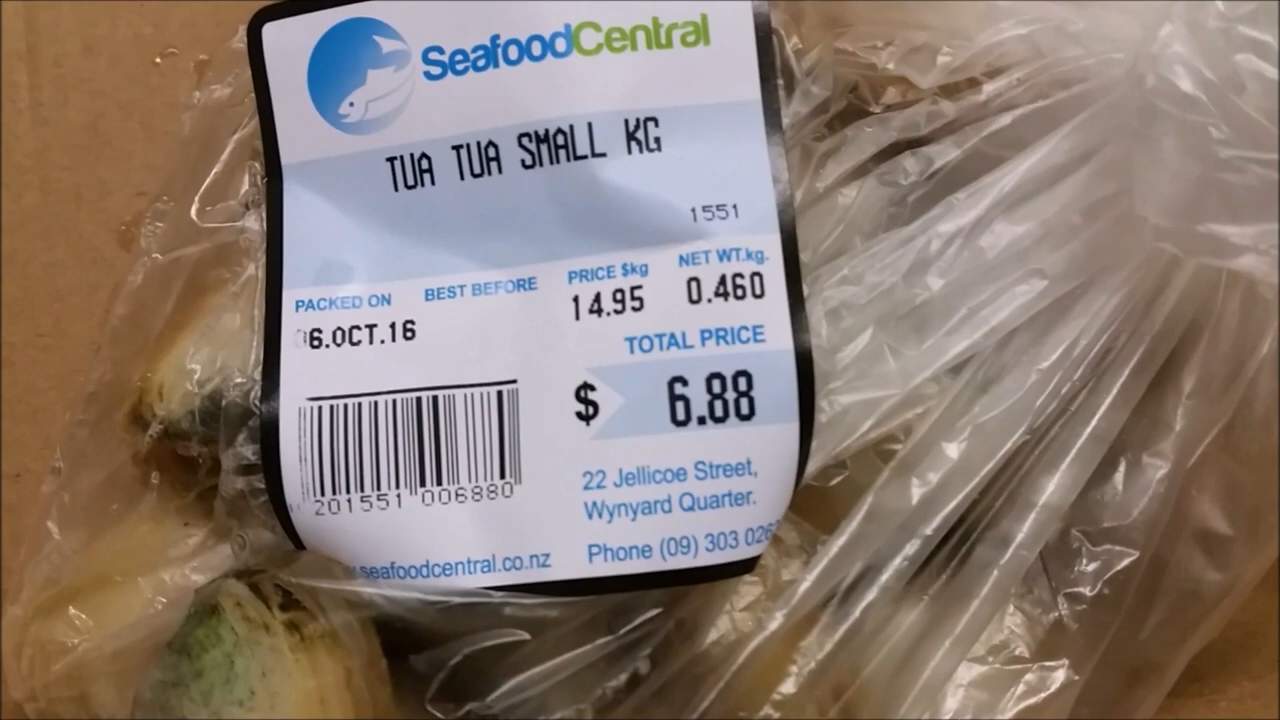 SeafoodCentral
TUA TUA SMALL KG
1551
PACKED ON BEST BEFORE PRICE $kg NET WT.kg.
06.OCT.16 14.95 0.460
TOTAL PRICE
$ 6.88
201551 006880
22 Jellicoe Street,
Wynyard Quarter.
seafoodcentral.co.nz Phone (09) 303